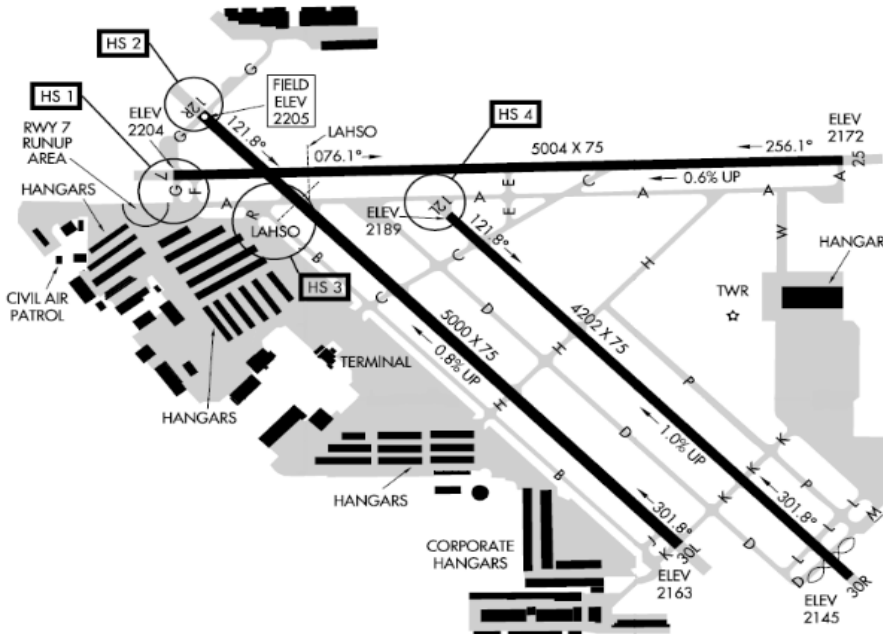 HS 2
G
HS 1
ELEV
2204
12R
FIELD
ELEV
2205
HS 4
RWY 7
RUNUP
AREA
G
121.8°
LAHSO
ELEV
2172
076.1°
5004 X 75
256.1°
25
7
G
F
0.6% UP
HANGARS
A
R
LAHSO
12L
ELEV
2189
A
E
E
C
A
A
A
121.8°
W
HANGAR
B
C
H
CIVIL AIR
PATROL
HS 3
C
D
TWR
5000 X 75
0.8% UP
4202 X 75
TERMINAL
H
P
HANGARS
H
D
1.0% UP
HANGARS
B
K
K
K
P
301.8°
301.8°
L
L
L
M
J
K
30L
D
D
CORPORATE
HANGARS
ELEV
2163
ELEV
2145
30R